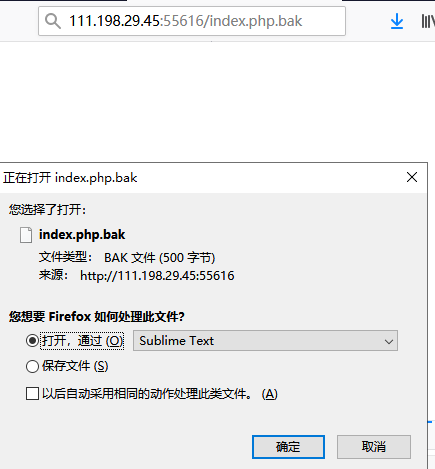 111.198.29.45:55616/index.php.bak
正在打开 index.php.bak
您选择了打开：
index.php.bak
文件类型： BAK 文件 (500 字节)
来源： http://111.198.29.45:55616
您想要 Firefox 如何处理此文件?
打开，通过 (O)
Sublime Text
保存文件 (S)
以后自动采用相同的动作处理此类文件。 (A)
确定
取消